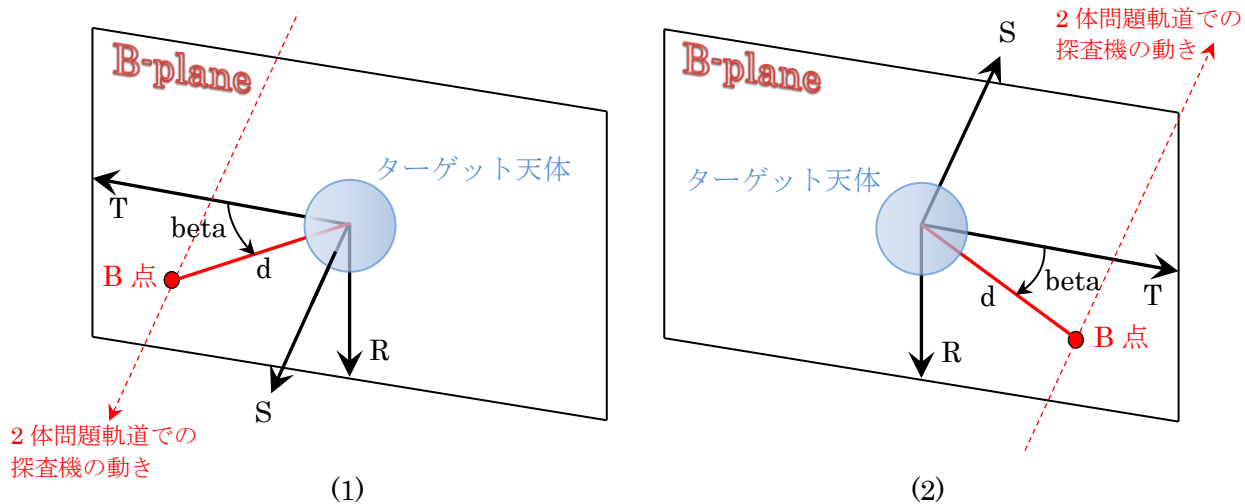 B-plane
ターゲット天体
T
beta
d
B 点
R
S
2 体問題軌道での
探査機の動き
(1)
2 体問題軌道での
探査機の動き
S
B-plane
ターゲット天体
beta
d
T
B 点
R
(2)